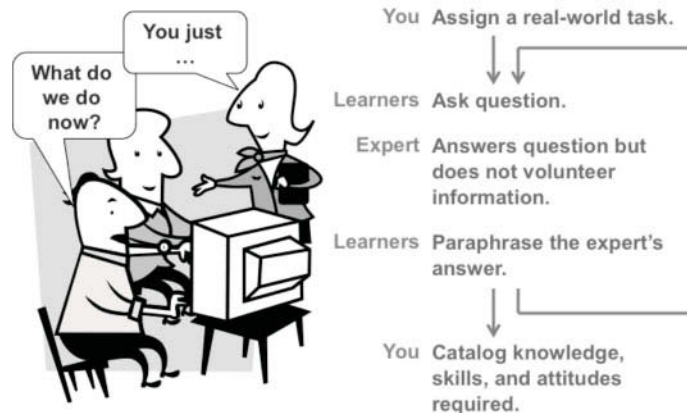 You just
...
What do
we do
now?
You Assign a real-world task.
Learners Ask question.
Expert Answers question but
does not volunteer
information.
Learners Paraphrase the expert's
answer.
You Catalog knowledge,
skills, and attitudes
required.